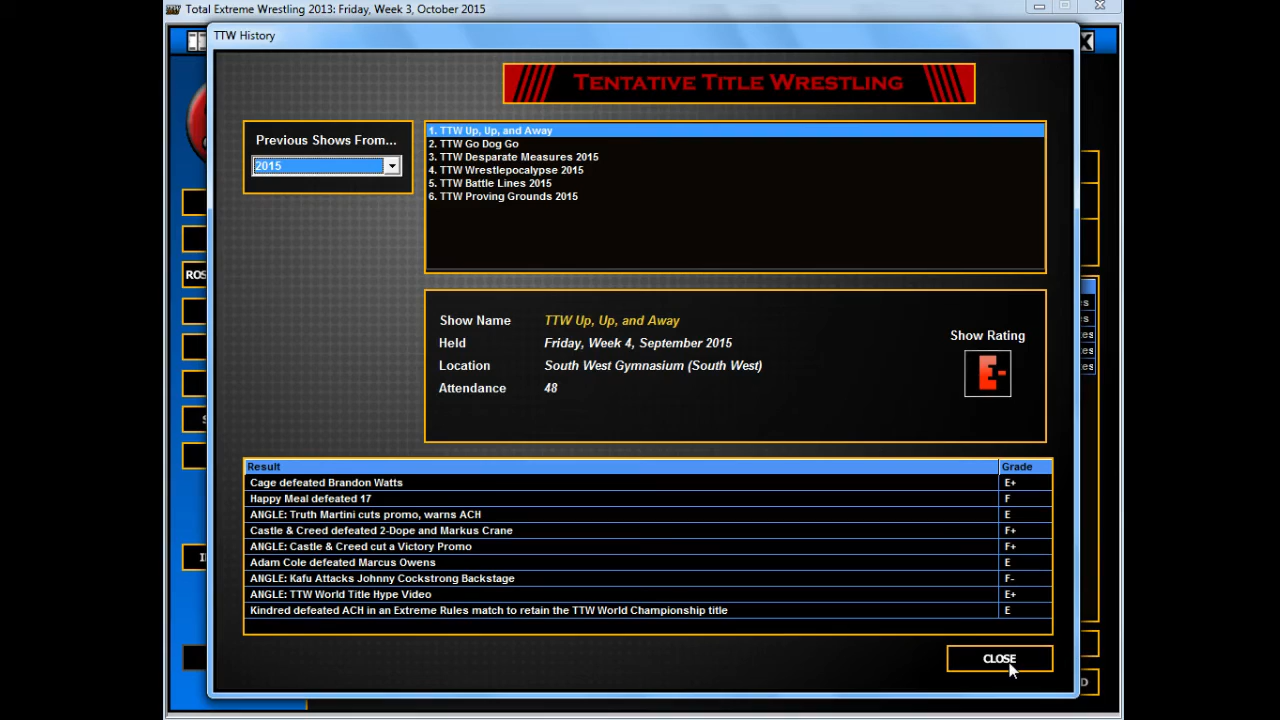 Total Extreme Wrestling 2013: Friday, Week 3, October 2015
TTW History
TENTATIVE TITLE WRESTLING
Previous Shows From...
2015
1. TTW Up, Up, and Away
2. TTW Go Dog Go
3. TTW Desparate Measures 2015
4. TTW Wrestlepocalypse 2015
5. TTW Battle Lines 2015
6. TTW Proving Grounds 2015
ROS
Show Name TTW Up, Up, and Away
Held Friday, Week 4, September 2015
Location South West Gymnasium (South West)
Attendance 48
Show Rating
E-
Result Grade
Cage defeated Brandon Watts E+
Happy Meal defeated 17 F
ANGLE: Truth Martini cuts promo, warns ACH E
Castle & Creed defeated 2-Dope and Markus Crane F+
ANGLE: Castle & Creed cut a Victory Promo F+
Adam Cole defeated Marcus Owens E
ANGLE: Kafu Attacks Johnny Cockstrong Backstage F-
ANGLE: TTW World Title Hype Video E+
Kindred defeated ACH in an Extreme Rules match to retain the TTW World Championship title E
CLOSE